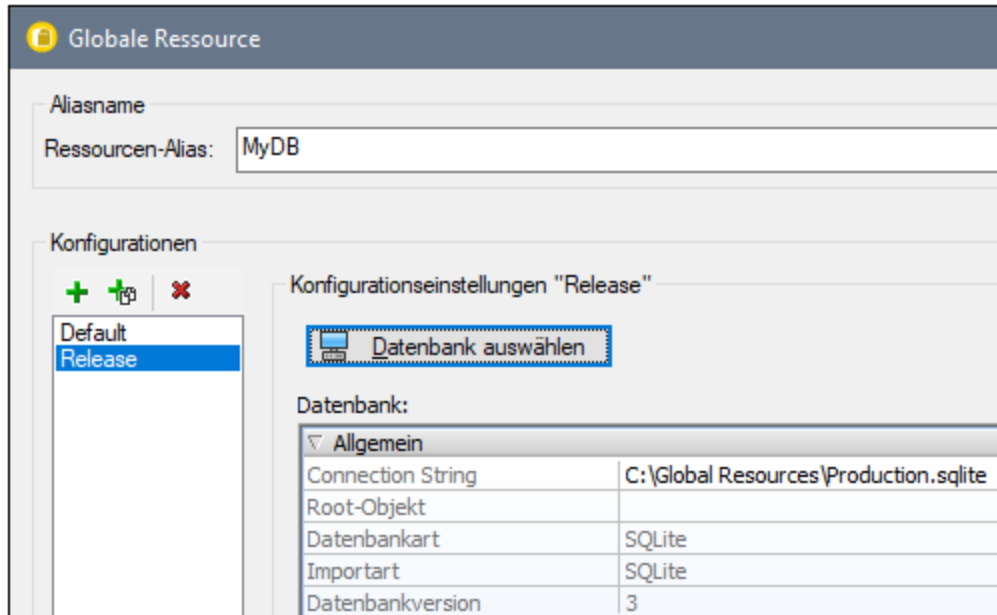 Globale Ressource
Aliasname
Ressourcen-Alias: MyDB
Konfigurationen
Konfigurationseinstellungen "Release"
Default
Release
Datenbank auswählen
Datenbank:
Allgemein
Connection String C:\Global Resources\Production.sqlite
Root-Objekt
Datenbankart SQLite
Importart SQLite
Datenbankversion 3